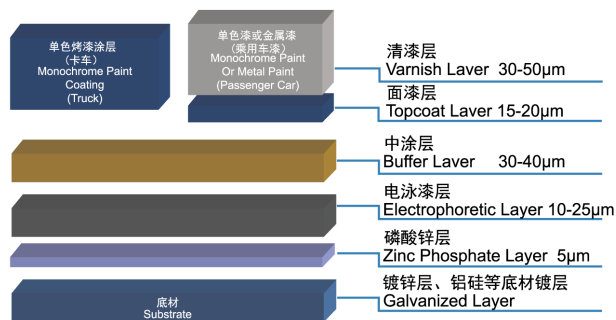 单色烤漆涂层
（卡车）
Monochrome Paint
Coating
(Truck)
单色漆或金属漆
（乘用车漆）
Monochrome Paint
Or Metal Paint
(Passenger Car)
清漆层
Varnish Laver 30-50μm
面漆层
Topcoat Laver 15-20μm
中涂层
Buffer Laver 30-40μm
电泳漆层
Electrophoretic Layer 10-25μm
磷酸锌层
Zinc Phosphate Layer 5μm
镀锌层、铝硅等底材镀层
Galvanized Layer
底材
Substrate